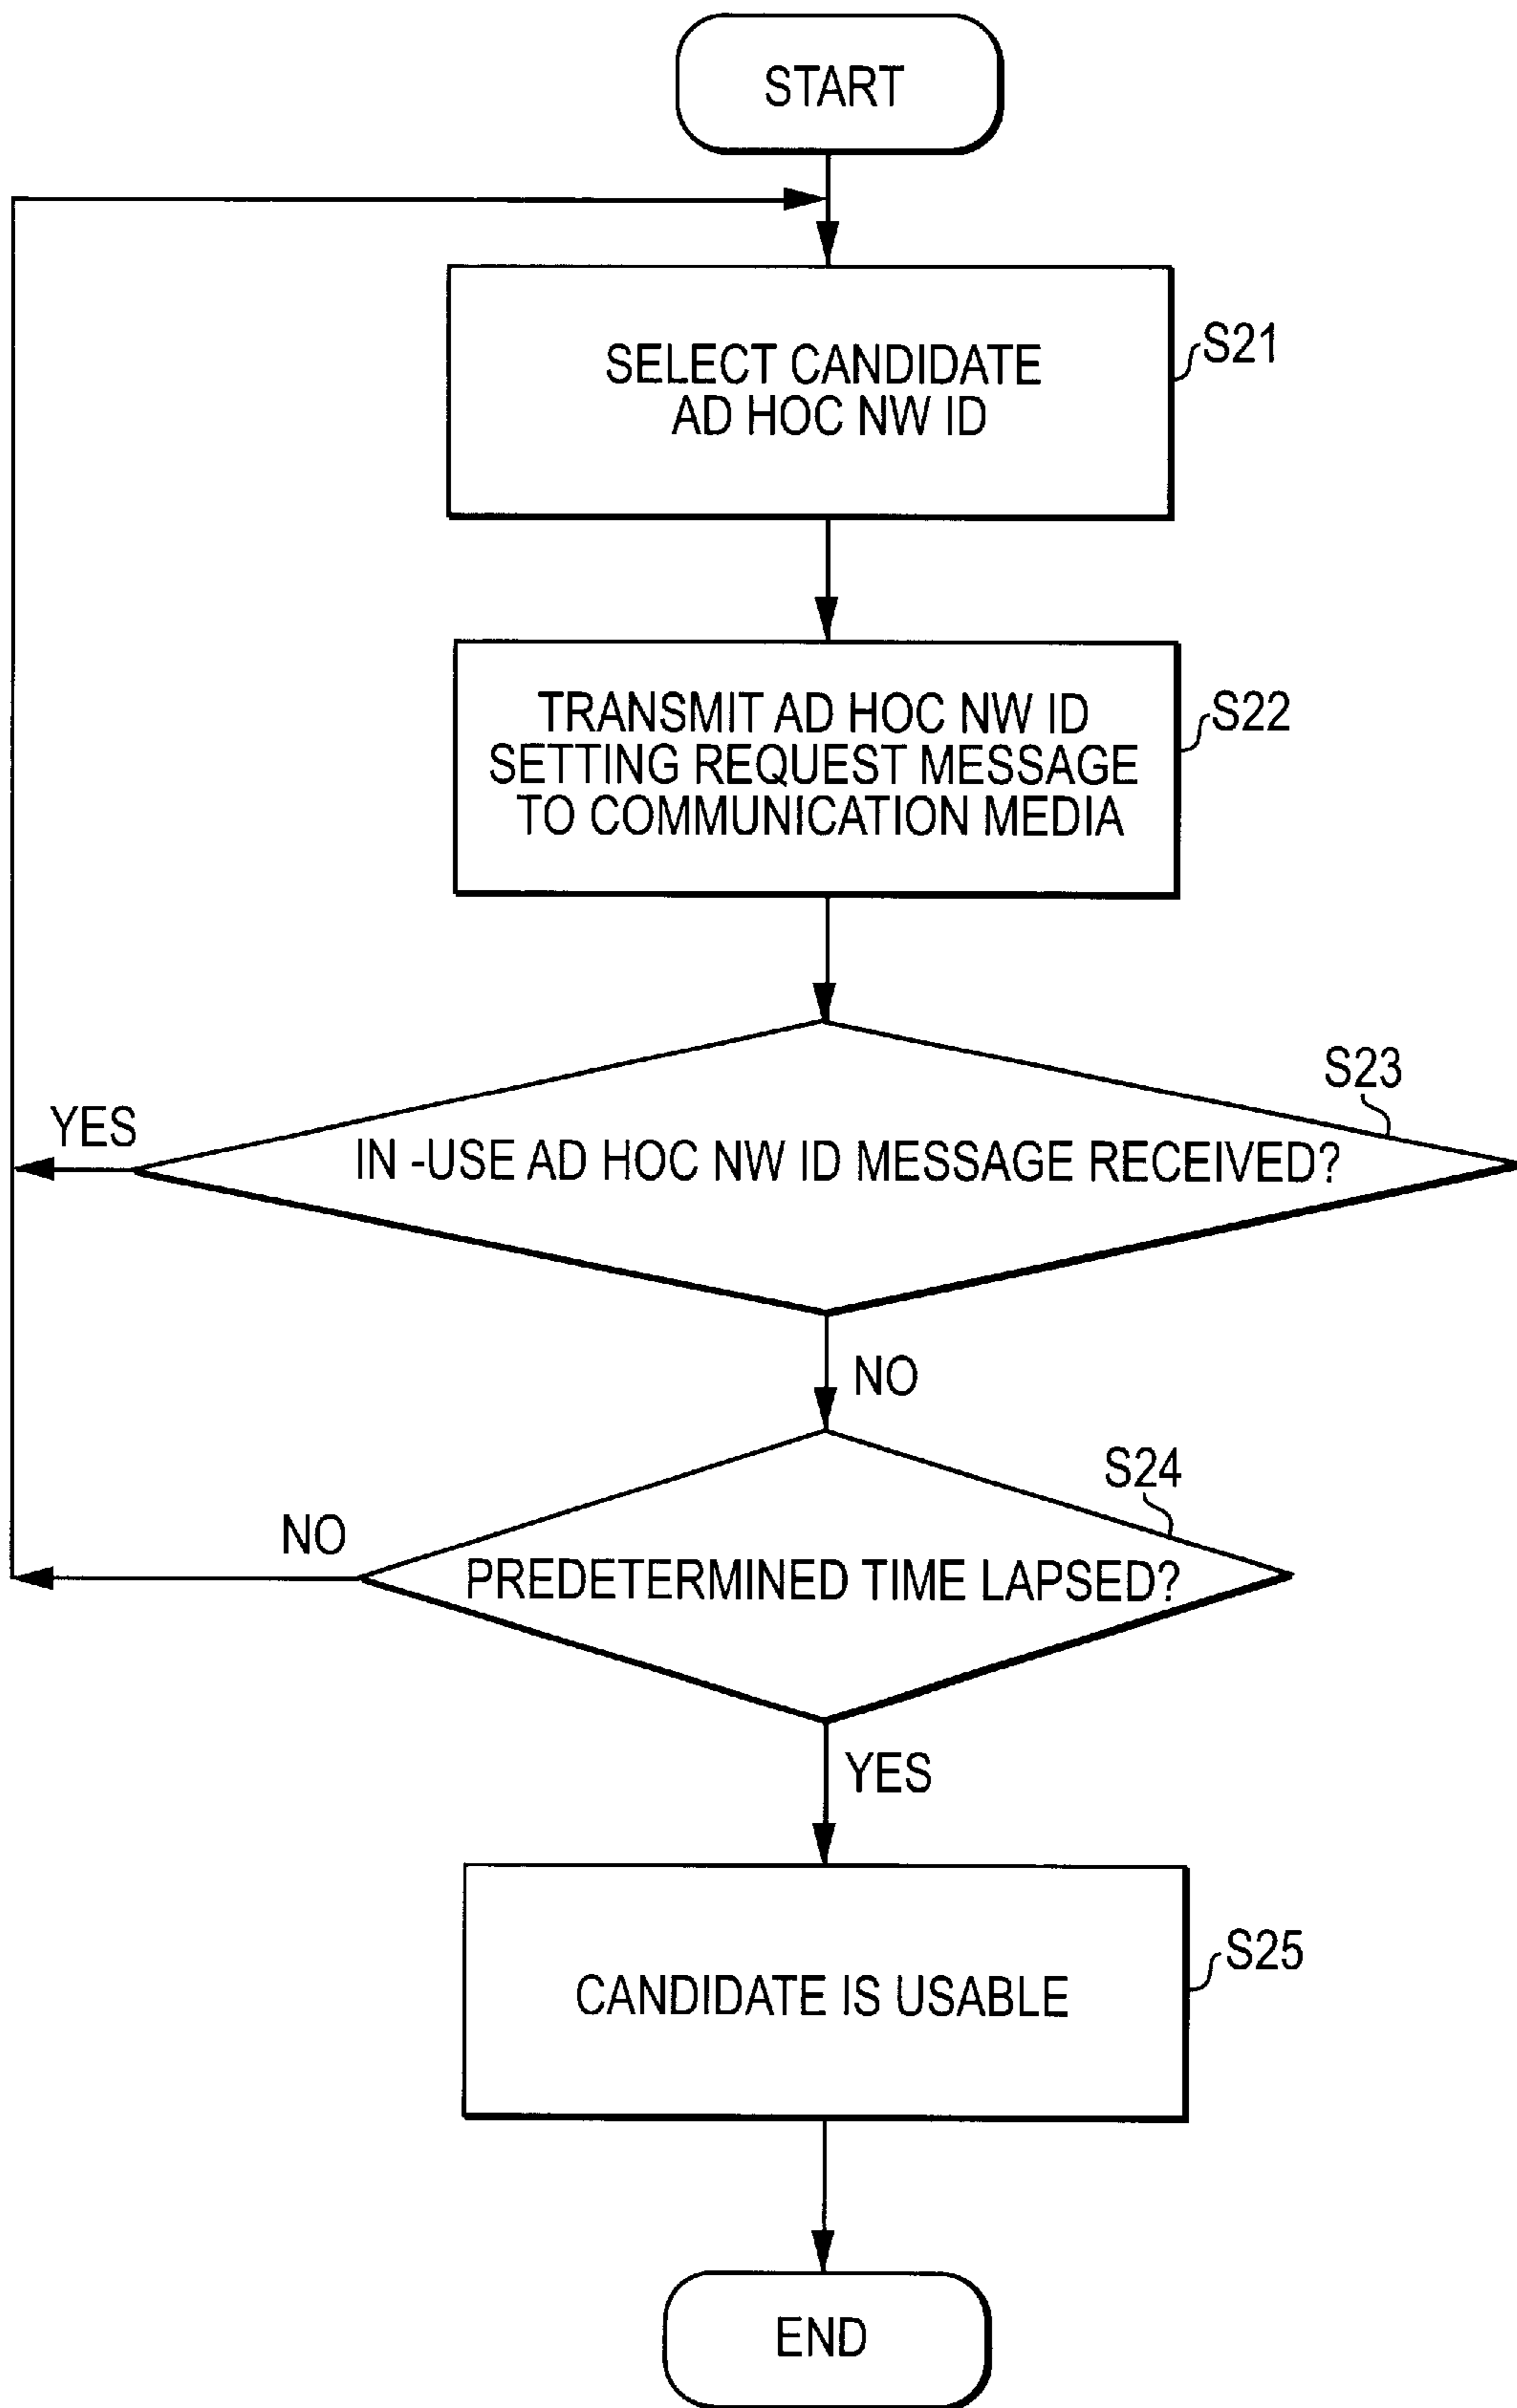 START
SELECT CANDIDATE
AD HOC NW ID
S21
TRANSMIT AD HOC NW ID
SETTING REQUEST MESSAGE
TO COMMUNICATION MEDIA
S22
S23
YES
IN -USE AD HOC NW ID MESSAGE RECEIVED?
NO
S24
NO
PREDETERMINED TIME LAPSED?
YES
S25
CANDIDATE IS USABLE
END